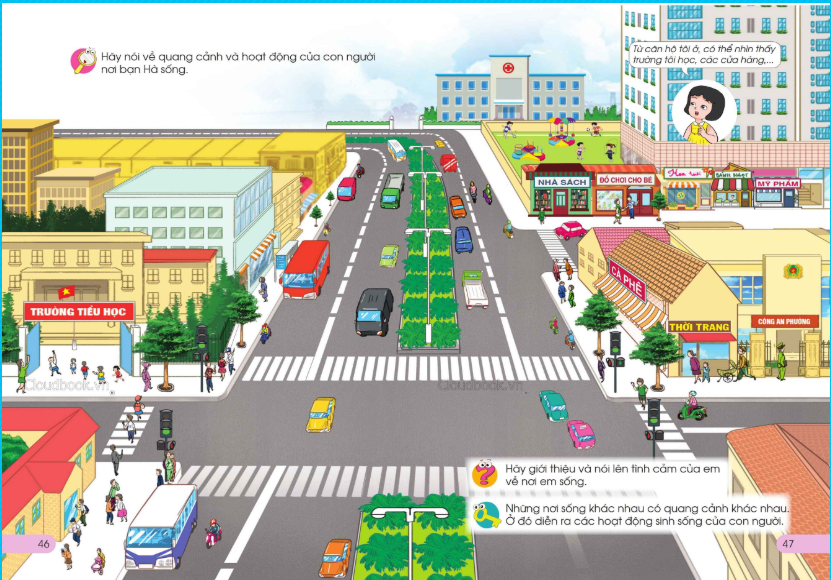 Hãy nói về quang cảnh và hoạt động của con người
nơi bạn Hà sống.
Từ căn hộ tôi ở, có thể nhìn thấy
trường tôi học, các cửa hàng,...
NHÀ SÁCH
ĐỒ CHƠI CHO BÉ
Hoa tươi
BÁNH NGỌT
MỸ PHẨM
CÀ PHÊ
THỜI TRANG
CÔNG AN PHƯỜNG
TRƯỜNG TIỂU HỌC
Cloudbook.vn
Cloudbook.vn
Hãy giới thiệu và nói lên tình cảm của em
về nơi em sống.
Những nơi sống khác nhau có quang cảnh khác nhau.
Ở đó diễn ra các hoạt động sinh sống của con người.
46
47